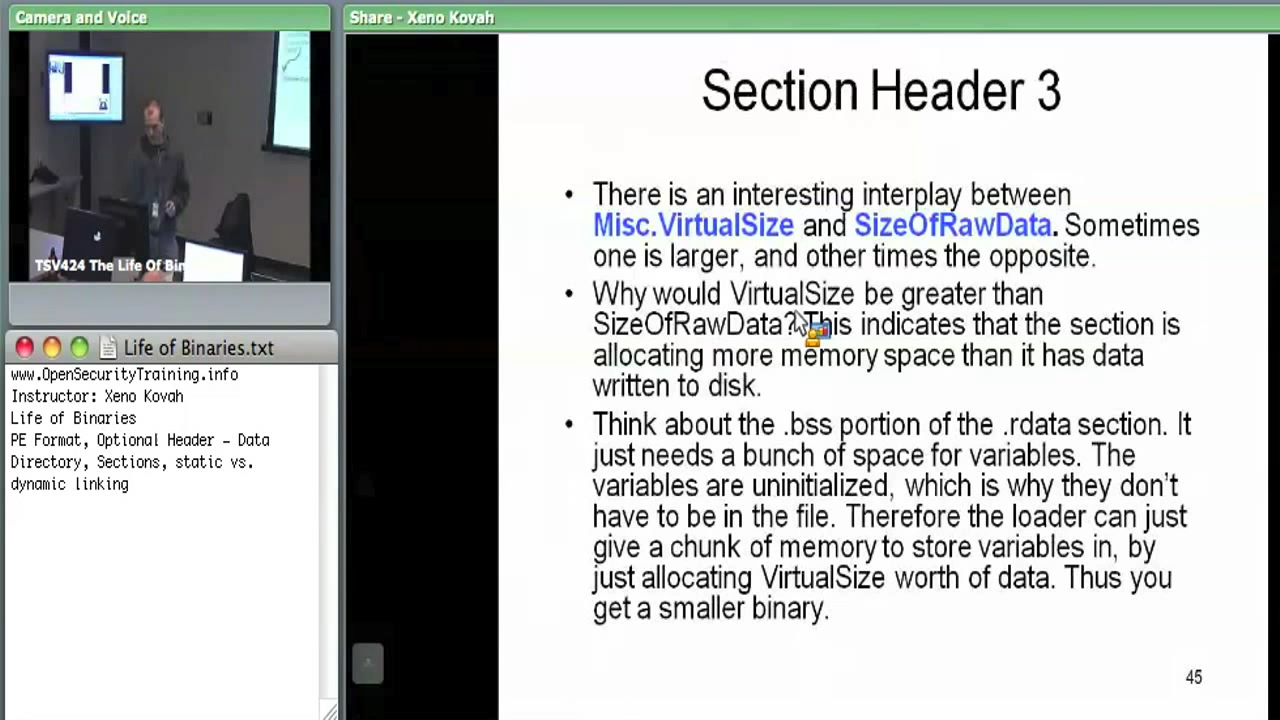 Camera and Voice
Share - Xeno Kovah
TSV424 The Life Of Bin
Life of Binaries.txt
www.OpenSecurityTraining.info
Instructor: Xeno Kovah
Life of Binaries
PE Format, Optional Header – Data
Directory, Sections, static vs.
dynamic linking
Section Header 3
• There is an interesting interplay between
Misc.VirtualSize and SizeOfRawData. Sometimes
one is larger, and other times the opposite.
• Why would VirtualSize be greater than
SizeOfRawData? This indicates that the section is
allocating more memory space than it has data
written to disk.
• Think about the .bss portion of the .rdata section. It
just needs a bunch of space for variables. The
variables are uninitialized, which is why they don't
have to be in the file. Therefore the loader can just
give a chunk of memory to store variables in, by
just allocating VirtualSize worth of data. Thus you
get a smaller binary.
45